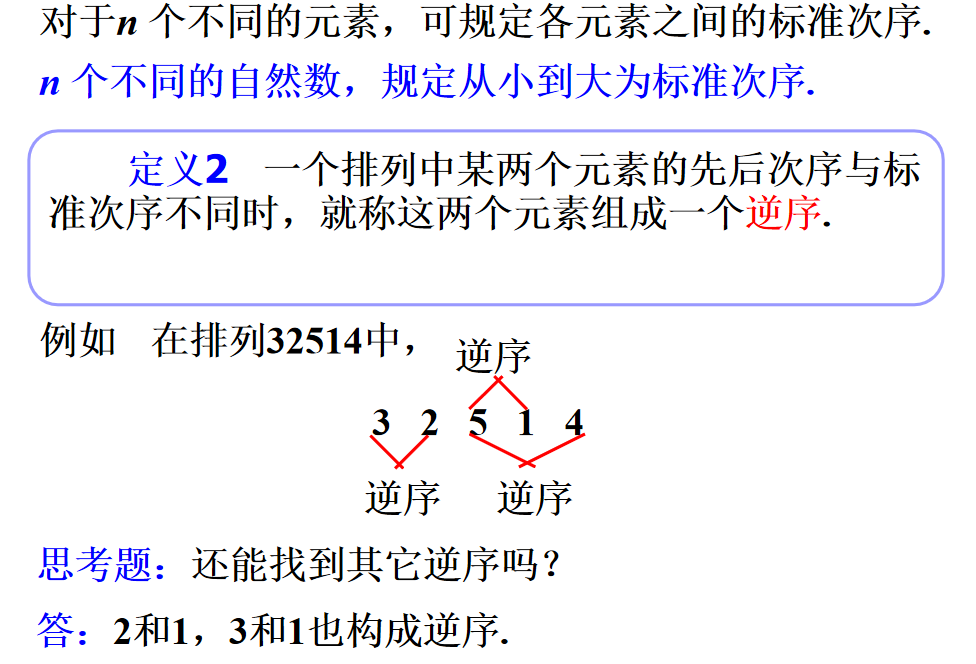 对于n 个不同的元素，可规定各元素之间的标准次序.
n 个不同的自然数，规定从小到大为标准次序.
定义2 一个排列中某两个元素的先后次序与标
准次序不同时，就称这两个元素组成一个逆序.
例如 在排列32514中，
逆序
3 2 5 1 4
逆序 逆序
思考题：还能找到其它逆序吗？
答：2和1，3和1也构成逆序.